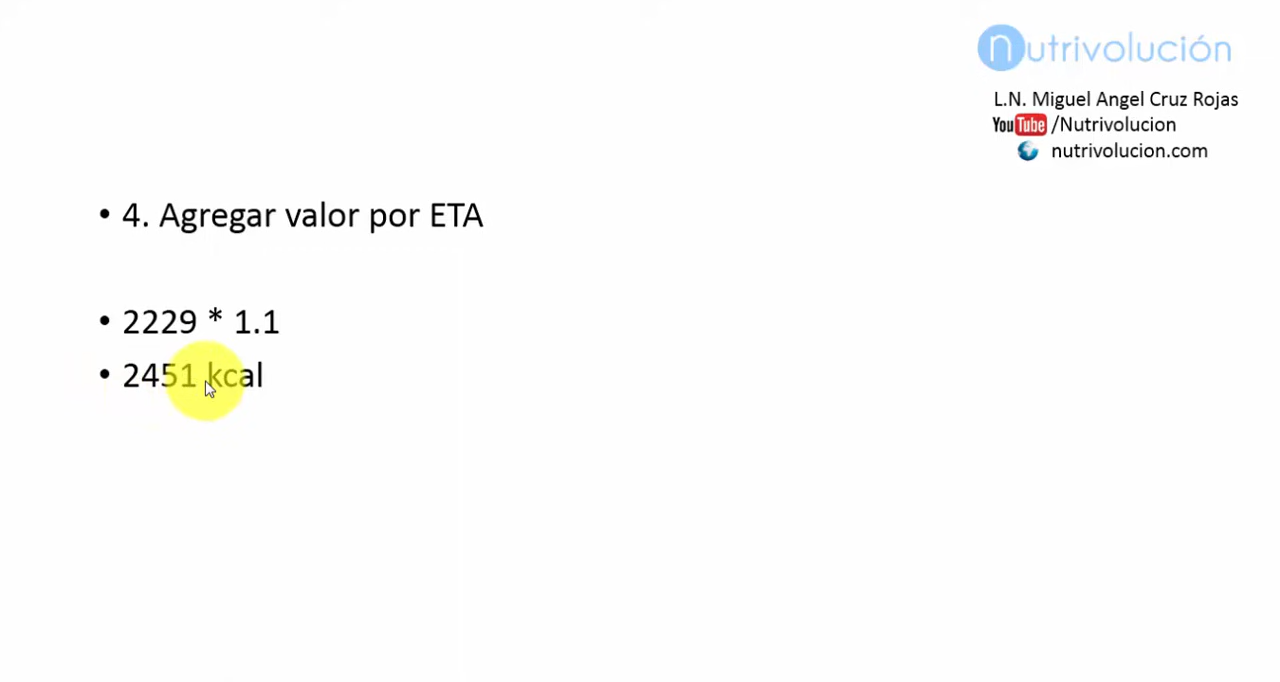 nutrivolución
L.N. Miguel Angel Cruz Rojas
YouTube /Nutrivolucion
nutrivolucion.com
• 4. Agregar valor por ETA
• 2229 * 1.1
• 2451 kcal